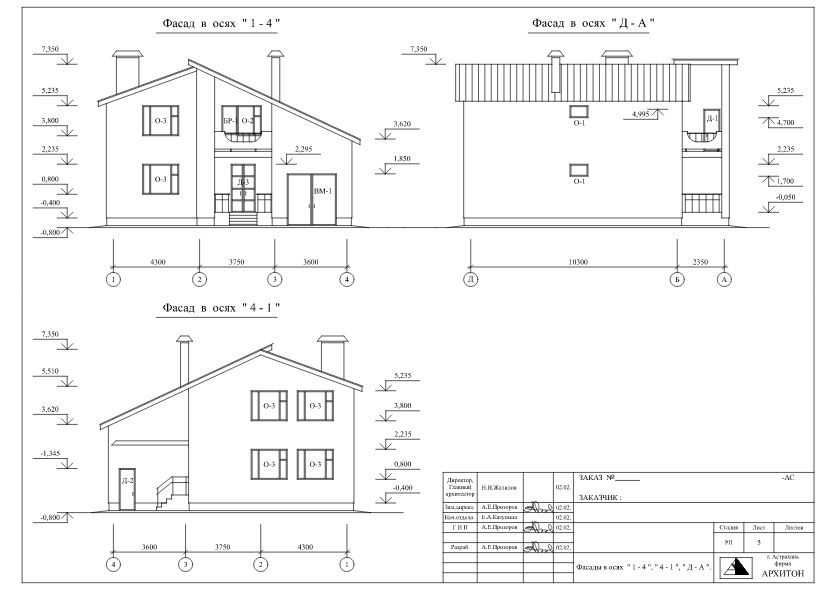 Фасад в осях " 1 - 4 "
7,350
5,235
3,800
2,235
0,800
-0,400
-0,800
О-3
БР-1 О-2
О-3
Д-3
ВМ-1
2,295
3,620
1,850
4300 3750 3600
1 2 3 4
Фасад в осях " Д - А "
7,350
О-1
4,995
Д-1
О-1
5,235
4,700
2,235
1,700
-0,050
10300 2350
Д Б А
Фасад в осях " 4 - 1 "
7,350
5,510
3,620
-1,345
-0,800
О-3 О-3
О-3 О-3
Д-2
5,235
3,800
2,235
0,800
-0,400
3600 3750 4300
4 3 2 1
Директор, Главный архитектор Н.И.Жалилов 02.02.
Зам.директ. А.Е.Прозоров 02.02.
Нач.отдела Е.А.Качунина 02.02.
Г И П А.Е.Прозоров 02.02.
Разраб. А.Е.Прозоров 02.02.
ЗАКАЗ №______ -АС
ЗАКАЗЧИК :
Стадия Лист Листов
РП 5
Фасады в осях " 1 - 4 ", " 4 - 1 ", " Д - А ".
г. Астрахань
фирма
АРХИТОН